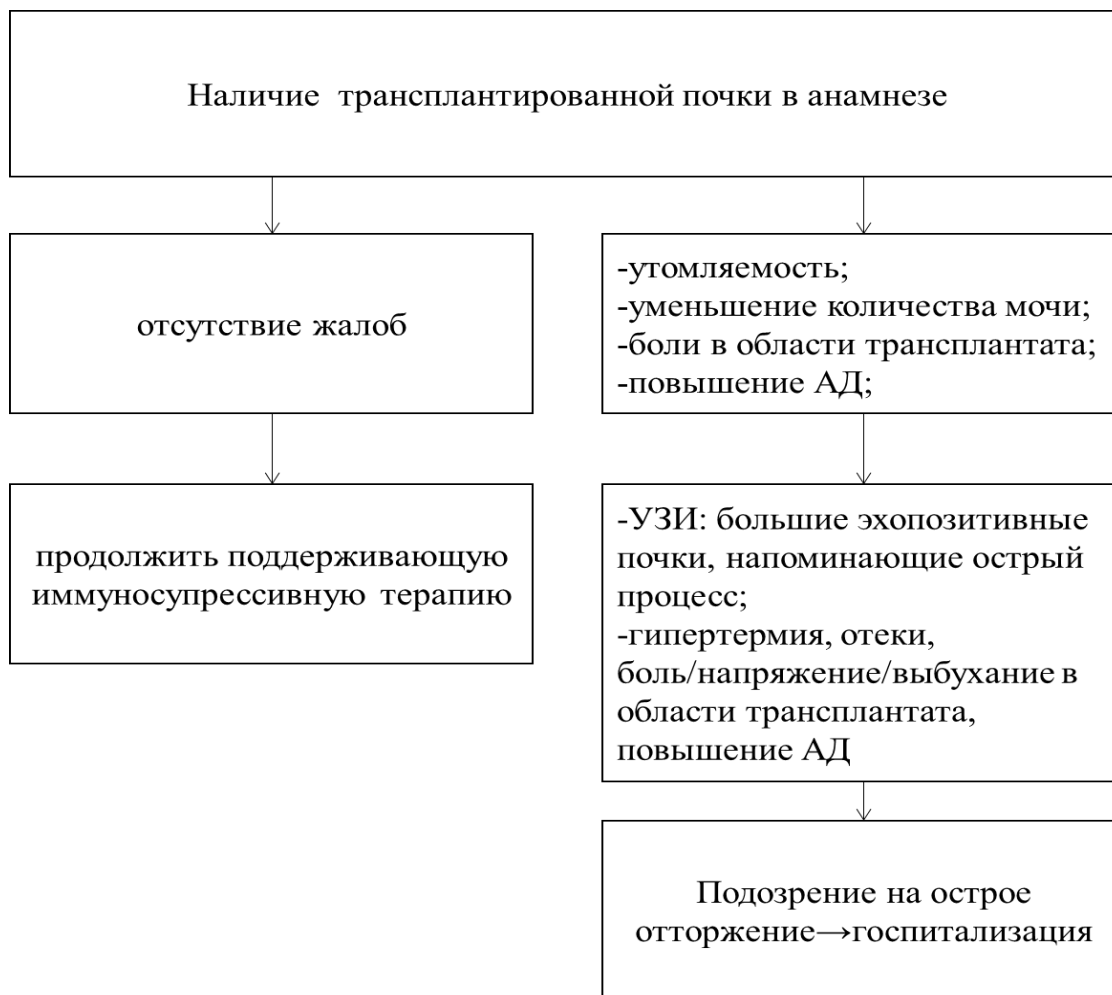 Наличие трансплантированной почки в анамнезе
отсутствие жалоб
-утомляемость;
-уменьшение количества мочи;
-боли в области трансплантата;
-повышение АД;
продолжить поддерживающую
иммуносупрессивную терапию
-УЗИ: большие эхопозитивные
почки, напоминающие острый
процесс;
-гипертермия, отеки,
боль/напряжение/выбухание в
области трансплантата,
повышение АД
Подозрение на острое
отторжение→госпитализация